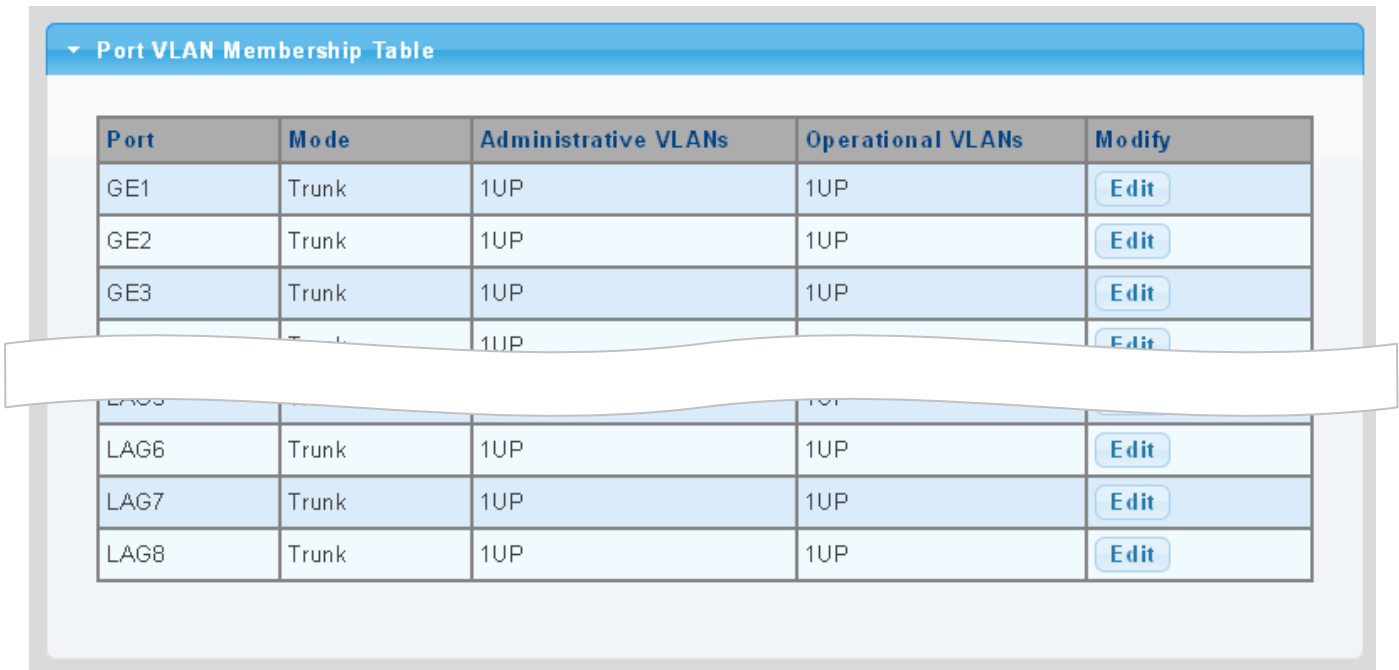 Port VLAN Membership Table
Port Mode Administrative VLANs Operational VLANs Modify
GE1 Trunk 1UP 1UP Edit
GE2 Trunk 1UP 1UP Edit
GE3 Trunk 1UP 1UP Edit
1UP Edit
LAG6 Trunk 1UP 1UP Edit
LAG7 Trunk 1UP 1UP Edit
LAG8 Trunk 1UP 1UP Edit